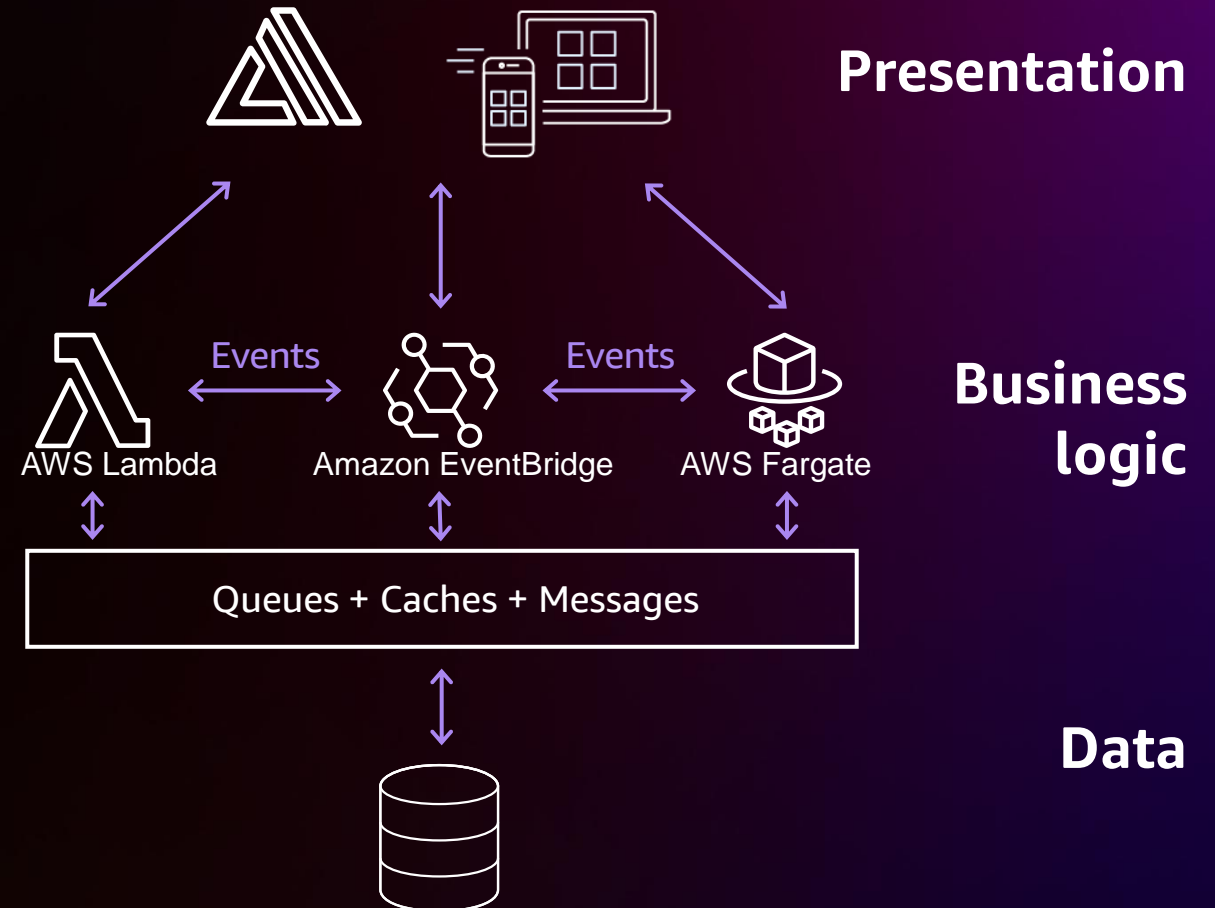 Presentation
Events
Events
Business
logic
AWS Lambda
Amazon EventBridge
AWS Fargate
Queues + Caches + Messages
Data